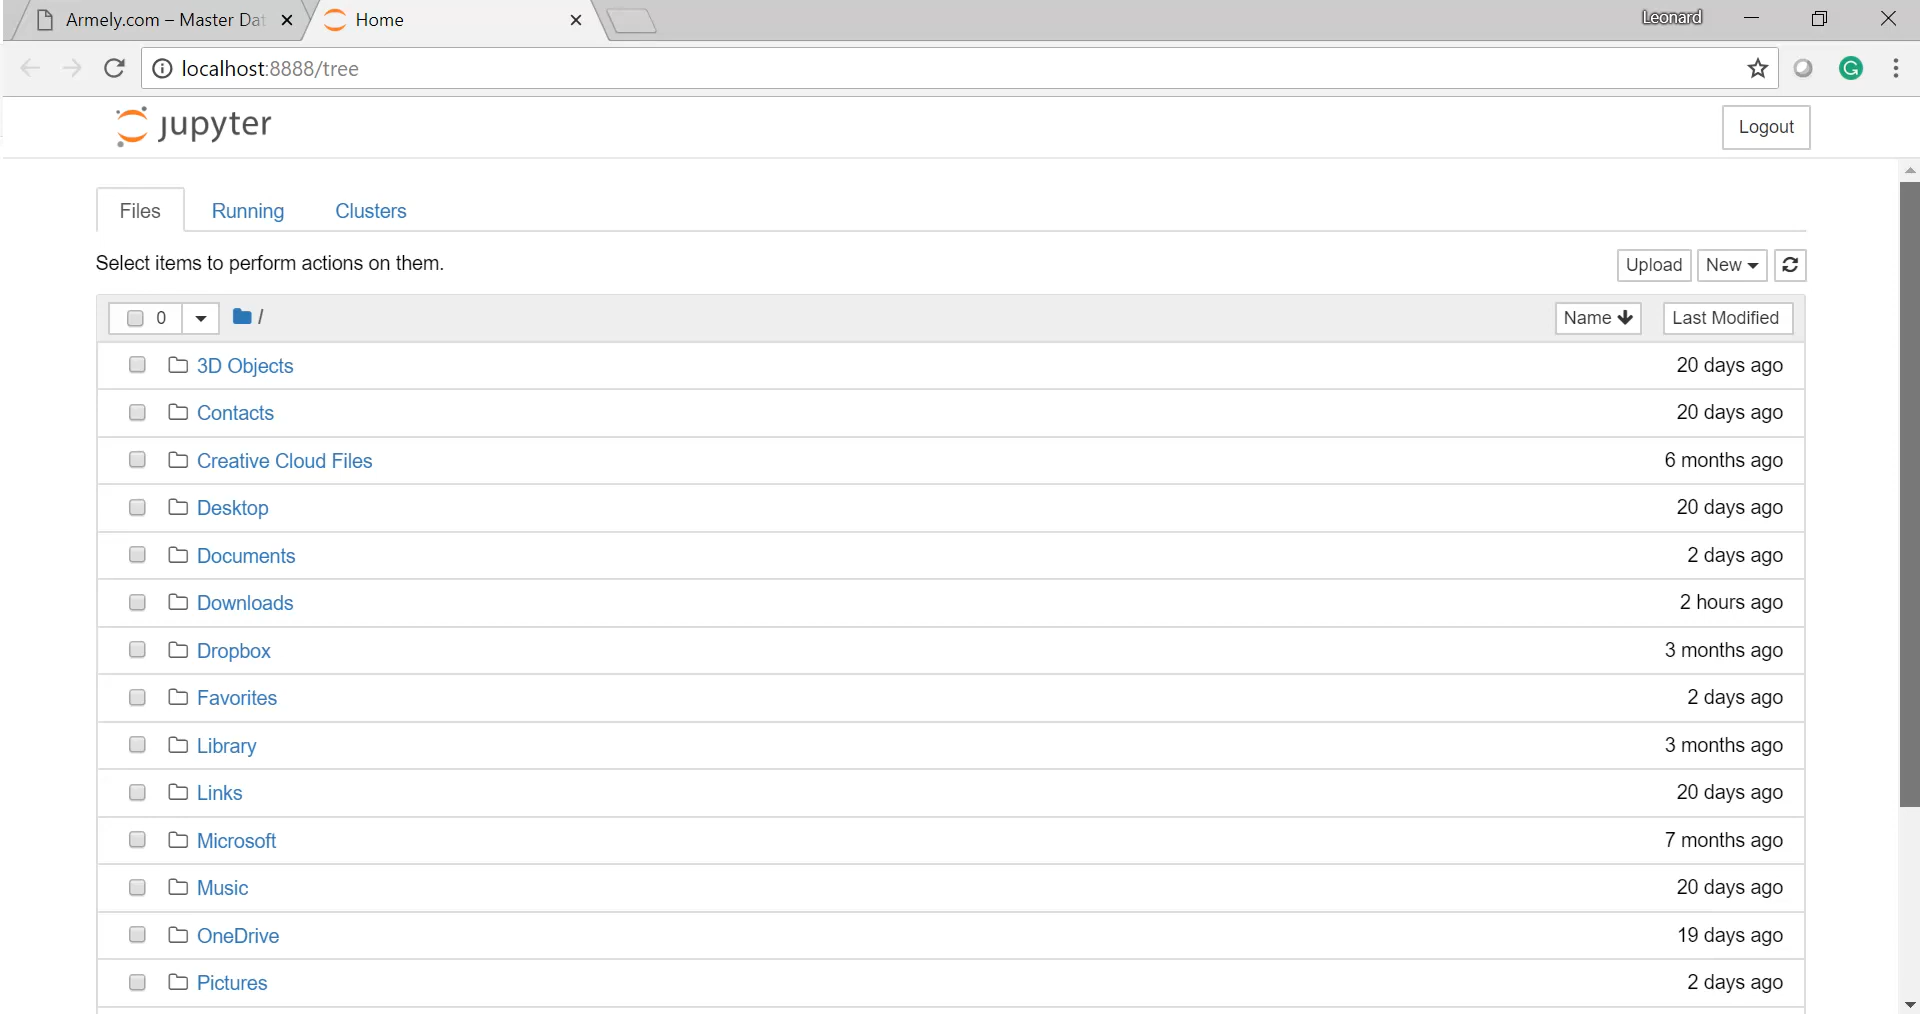 Armely.com – Master Dat
Home
Leonard
localhost:8888/tree
jupyter
Logout
Files Running Clusters
Select items to perform actions on them.
Upload New
0 /
Name Last Modified
3D Objects 20 days ago
Contacts 20 days ago
Creative Cloud Files 6 months ago
Desktop 20 days ago
Documents 2 days ago
Downloads 2 hours ago
Dropbox 3 months ago
Favorites 2 days ago
Library 3 months ago
Links 20 days ago
Microsoft 7 months ago
Music 20 days ago
OneDrive 19 days ago
Pictures 2 days ago